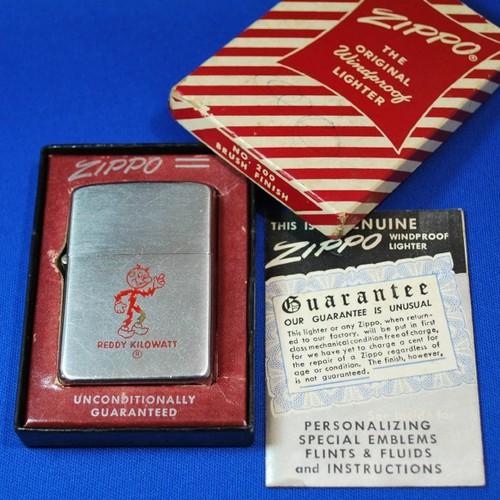 ZIPPO®
THE
ORIGINAL
Windproof
LIGHTER
NO. 200
BRUSH FINISH
ZIPPO
REDDY KILOWATT
®
UNCONDITIONALLY
GUARANTEED
THIS IS GENUINE
ZIPPO WINDPROOF
LIGHTER
Guarantee
OUR GUARANTEE IS UNUSUAL
This lighter or any Zippo, when return-
ed to our factory, will be put in first
class mechanical condition free of charge,
for we have yet to charge a cent for
the repair of a Zippo regardless of
age or condition. The finish, however,
is not guaranteed.
PERSONALIZING
SPECIAL EMBLEMS
FLINTS & FLUIDS
and INSTRUCTIONS